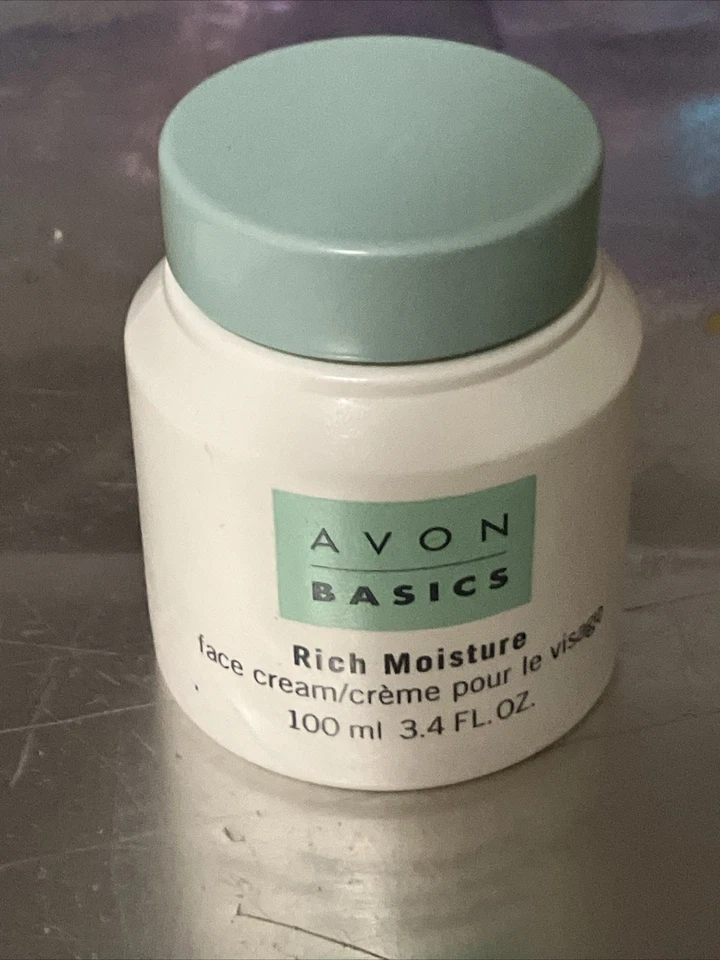 AVON
BASICS
Rich Moisture
face cream/crème pour le visage
100 ml 3.4 FL.OZ.